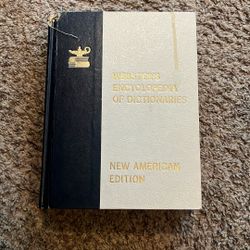 WEBSTER'S
ENCYCLOPEDIA
OF DICTIONARIES
NEW AMERICAN
EDITION